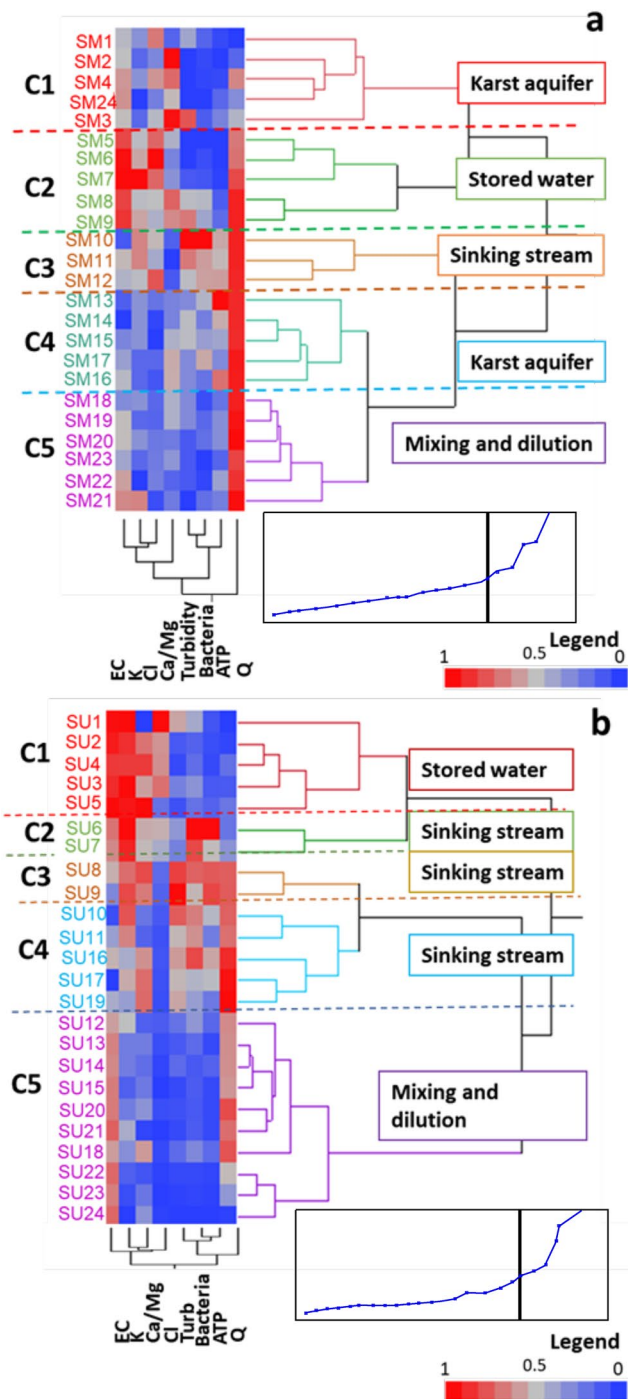 a
C1
SM1
SM2
SM4
SM24
SM3
Karst aquifer
C2
SM5
SM6
SM7
SM8
SM9
Stored water
C3
SM10
SM11
SM12
Sinking stream
C4
SM13
SM14
SM15
SM17
SM16
Karst aquifer
C5
SM18
SM19
SM20
SM23
SM22
SM21
Mixing and dilution
EC
K
Cl
Ca/Mg
Turbidity
Bacteria
ATP
Q
Legend
1 0.5 0
b
C1
SU1
SU2
SU4
SU3
SU5
Stored water
C2
SU6
SU7
Sinking stream
C3
SU8
SU9
Sinking stream
C4
SU10
SU11
SU16
SU17
SU19
Sinking stream
C5
SU12
SU13
SU14
SU15
SU20
SU21
SU18
SU22
SU23
SU24
Mixing and
dilution
EC
K
Ca/Mg
Cl
Turb
Bacteria
ATP
Q
Legend
1 0.5 0